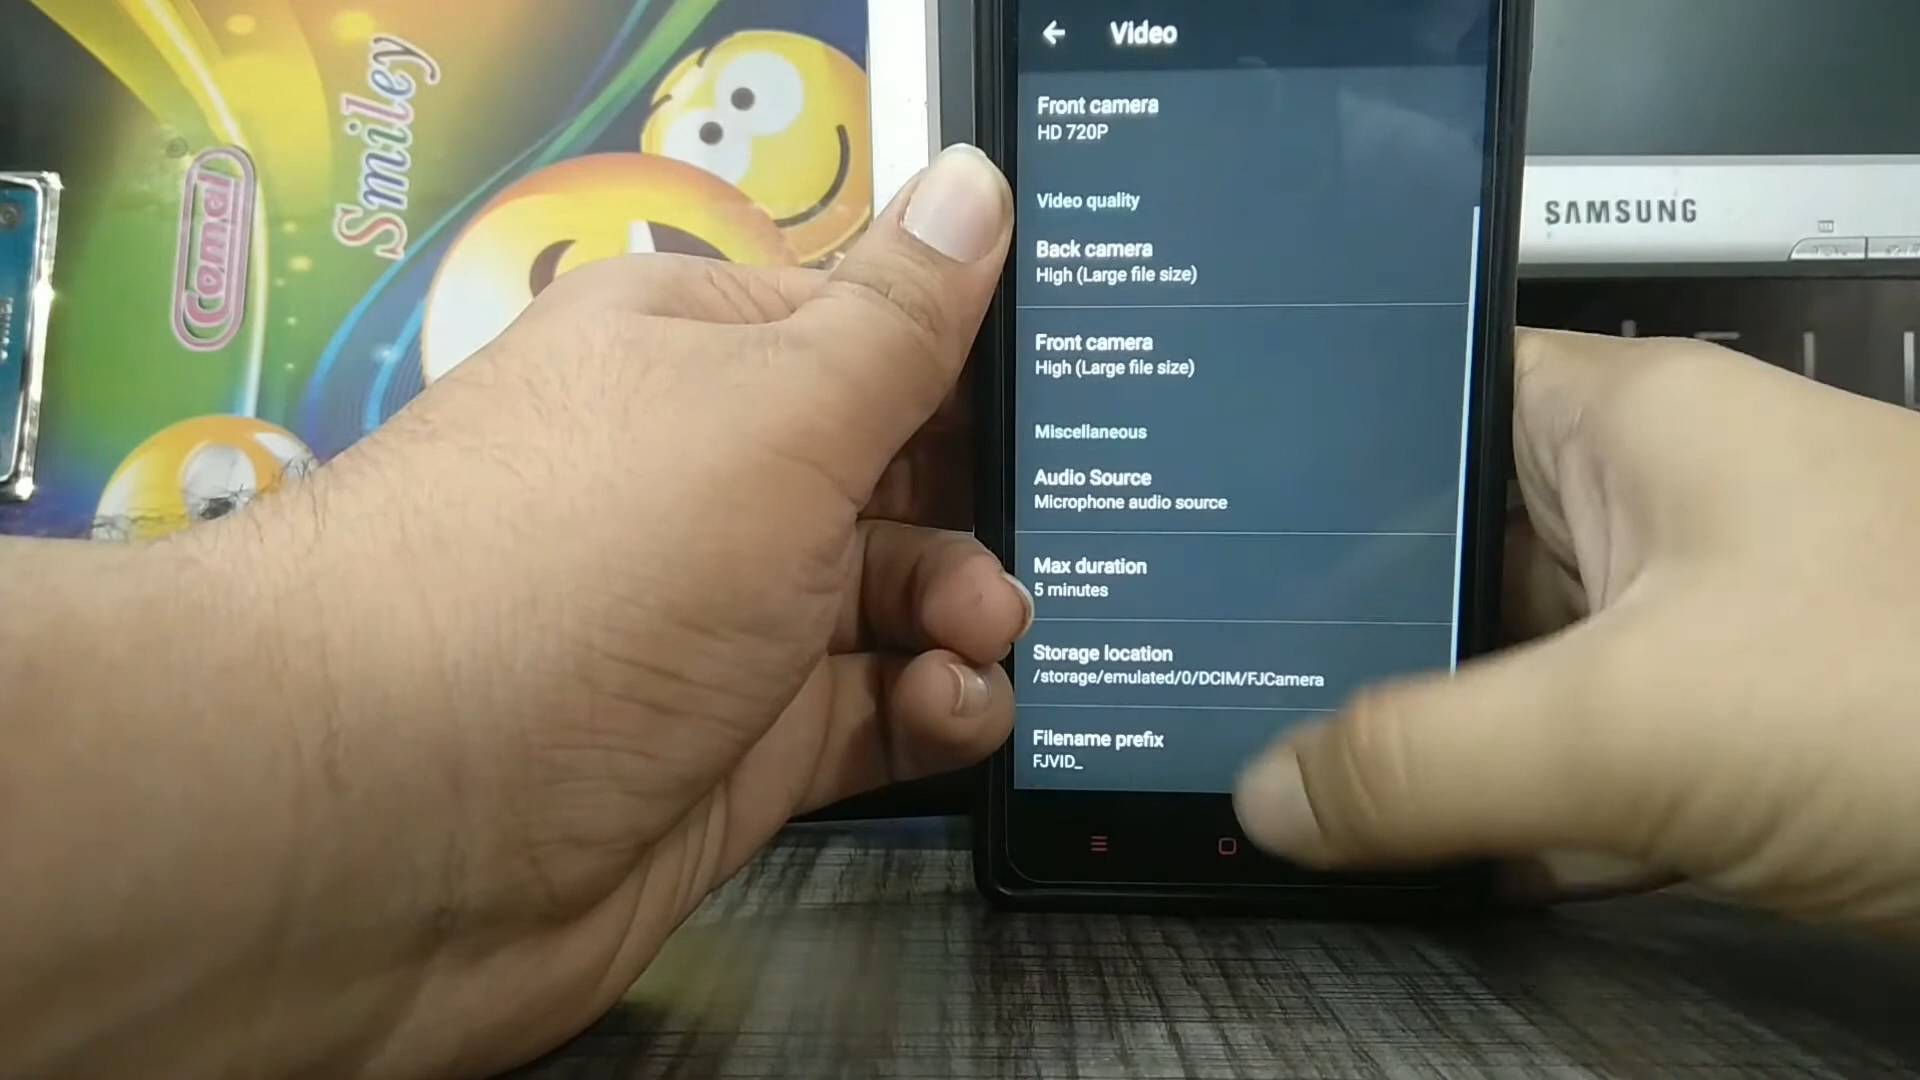 Smiley
Camel
Video
Front camera
HD 720P
Video quality
Back camera
High (Large file size)
Front camera
High (Large file size)
Miscellaneous
Audio Source
Microphone audio source
Max duration
5 minutes
Storage location
/storage/emulated/0/DCIM/FJCamera
Filename prefix
FJVID_
SAMSUNG